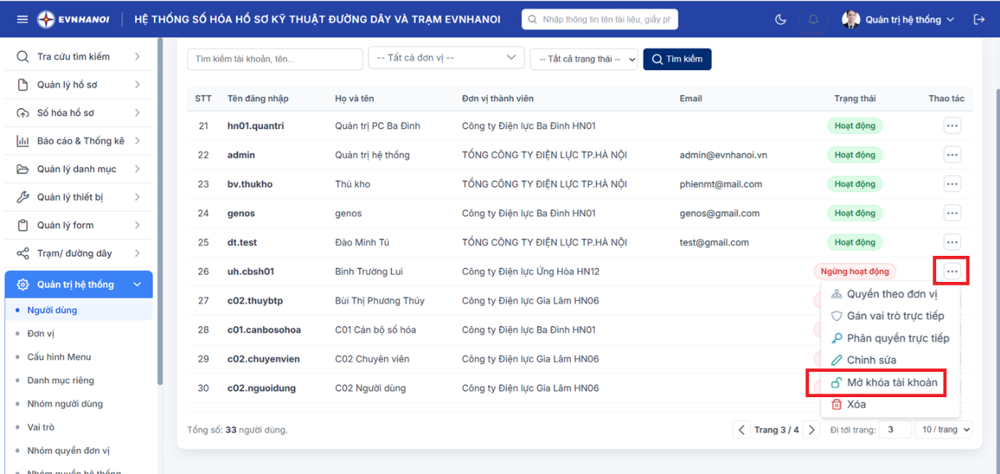 EVNHANOI
HỆ THỐNG SỐ HÓA HỒ SƠ KỸ THUẬT ĐƯỜNG DÂY VÀ TRẠM EVNHANOI
Nhập thông tin tên tài liệu, giấy ph
Quản trị hệ thống
Tra cứu tìm kiếm
Quản lý hồ sơ
Số hóa hồ sơ
Báo cáo & Thống kê
Quản lý danh mục
Quản lý thiết bị
Quản lý form
Trạm/ đường dây
Quản trị hệ thống
Người dùng
Đơn vị
Cấu hình Menu
Danh mục riêng
Nhóm người dùng
Vai trò
Nhóm quyền đơn vị
Nhóm quyền hệ thống
Tìm kiếm tài khoản, tên...
-- Tất cả đơn vị --
-- Tất cả trạng thái --
Tìm kiếm
STT Tên đăng nhập Họ và tên Đơn vị thành viên Email Trạng thái Thao tác
21 hn01.quantri Quản trị PC Ba Đình Công ty Điện lực Ba Đình HN01 Hoạt động
22 admin Quản trị hệ thống TỔNG CÔNG TY ĐIỆN LỰC TP.HÀ NỘI admin@evnhanoi.vn Hoạt động
23 bv.thukho Thủ kho TỔNG CÔNG TY ĐIỆN LỰC TP.HÀ NỘI phienmt@mail.com Hoạt động
24 genos genos Công ty Điện lực Ba Đình HN01 genos@gmail.com Hoạt động
25 dt.test Đào Minh Tú TỔNG CÔNG TY ĐIỆN LỰC TP.HÀ NỘI test@gmail.com Hoạt động
26 uh.cbsh01 Bình Trường Lui Công ty Điện lực Ứng Hòa HN12 Ngừng hoạt động
27 c02.thuybtp Bùi Thị Phương Thúy Công ty Điện lực Gia Lâm HN06
28 c01.canbosohoa C01 Cán bộ số hóa Công ty Điện lực Ba Đình HN01
29 c02.chuyenvien C02 Chuyên viên Công ty Điện lực Gia Lâm HN06
30 c02.nguoidung C02 Người dùng Công ty Điện lực Gia Lâm HN06
Quyền theo đơn vị
Gán vai trò trực tiếp
Phân quyền trực tiếp
Chỉnh sửa
Mở khóa tài khoản
Xóa
Tổng số: 33 người dùng.
Trang 3 / 4
Đi tới trang: 3
10 / trang